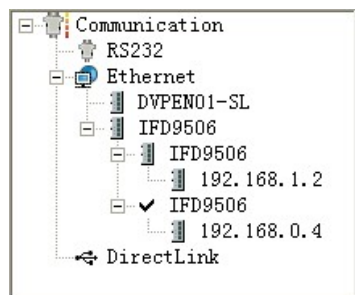 Communication
RS232
Ethernet
DVPEN01-SL
IFD9506
IFD9506
192.168.1.2
IFD9506
192.168.0.4
DirectLink